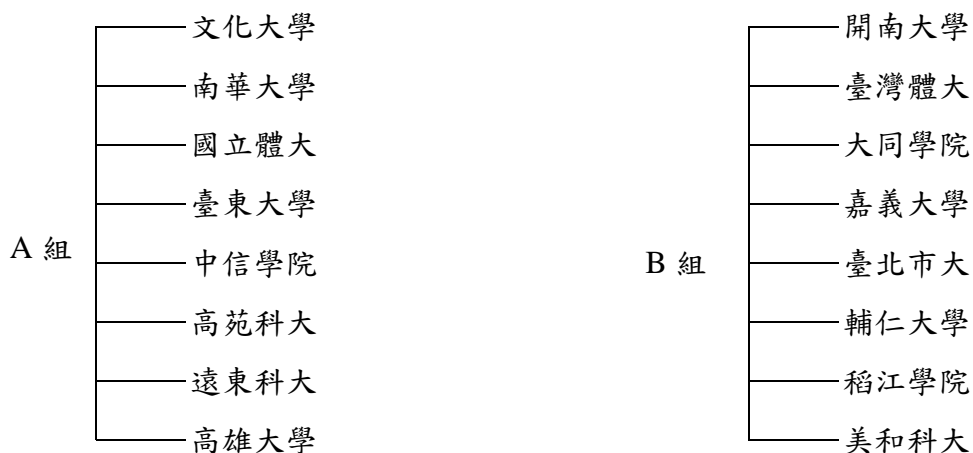 A 組
文化大學
南華大學
國立體大
臺東大學
中信學院
高苑科大
遠東科大
高雄大學
B 組
開南大學
臺灣體大
大同學院
嘉義大學
臺北市大
輔仁大學
稻江學院
美和科大